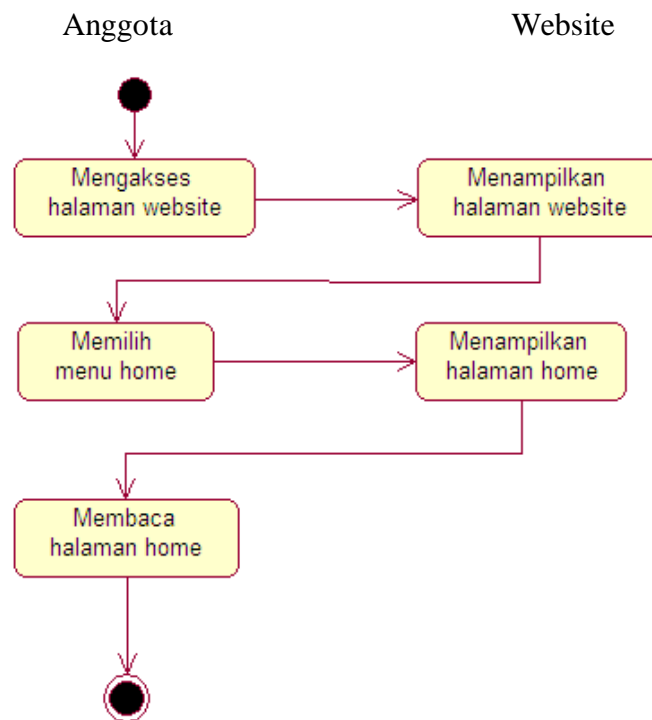 Anggota
Website
Mengakses
halaman website
Menampilkan
halaman website
Memilih
menu home
Menampilkan
halaman home
Membaca
halaman home